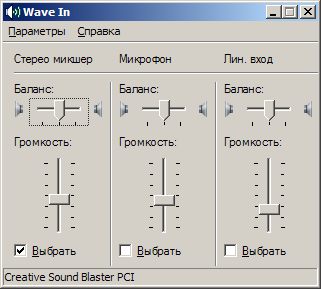 Wave In
Параметры Справка
Стерео микшер Микрофон Лин. вход
Баланс: Баланс: Баланс:
Громкость: Громкость: Громкость:
Выбрать Выбрать Выбрать
Creative Sound Blaster PCI